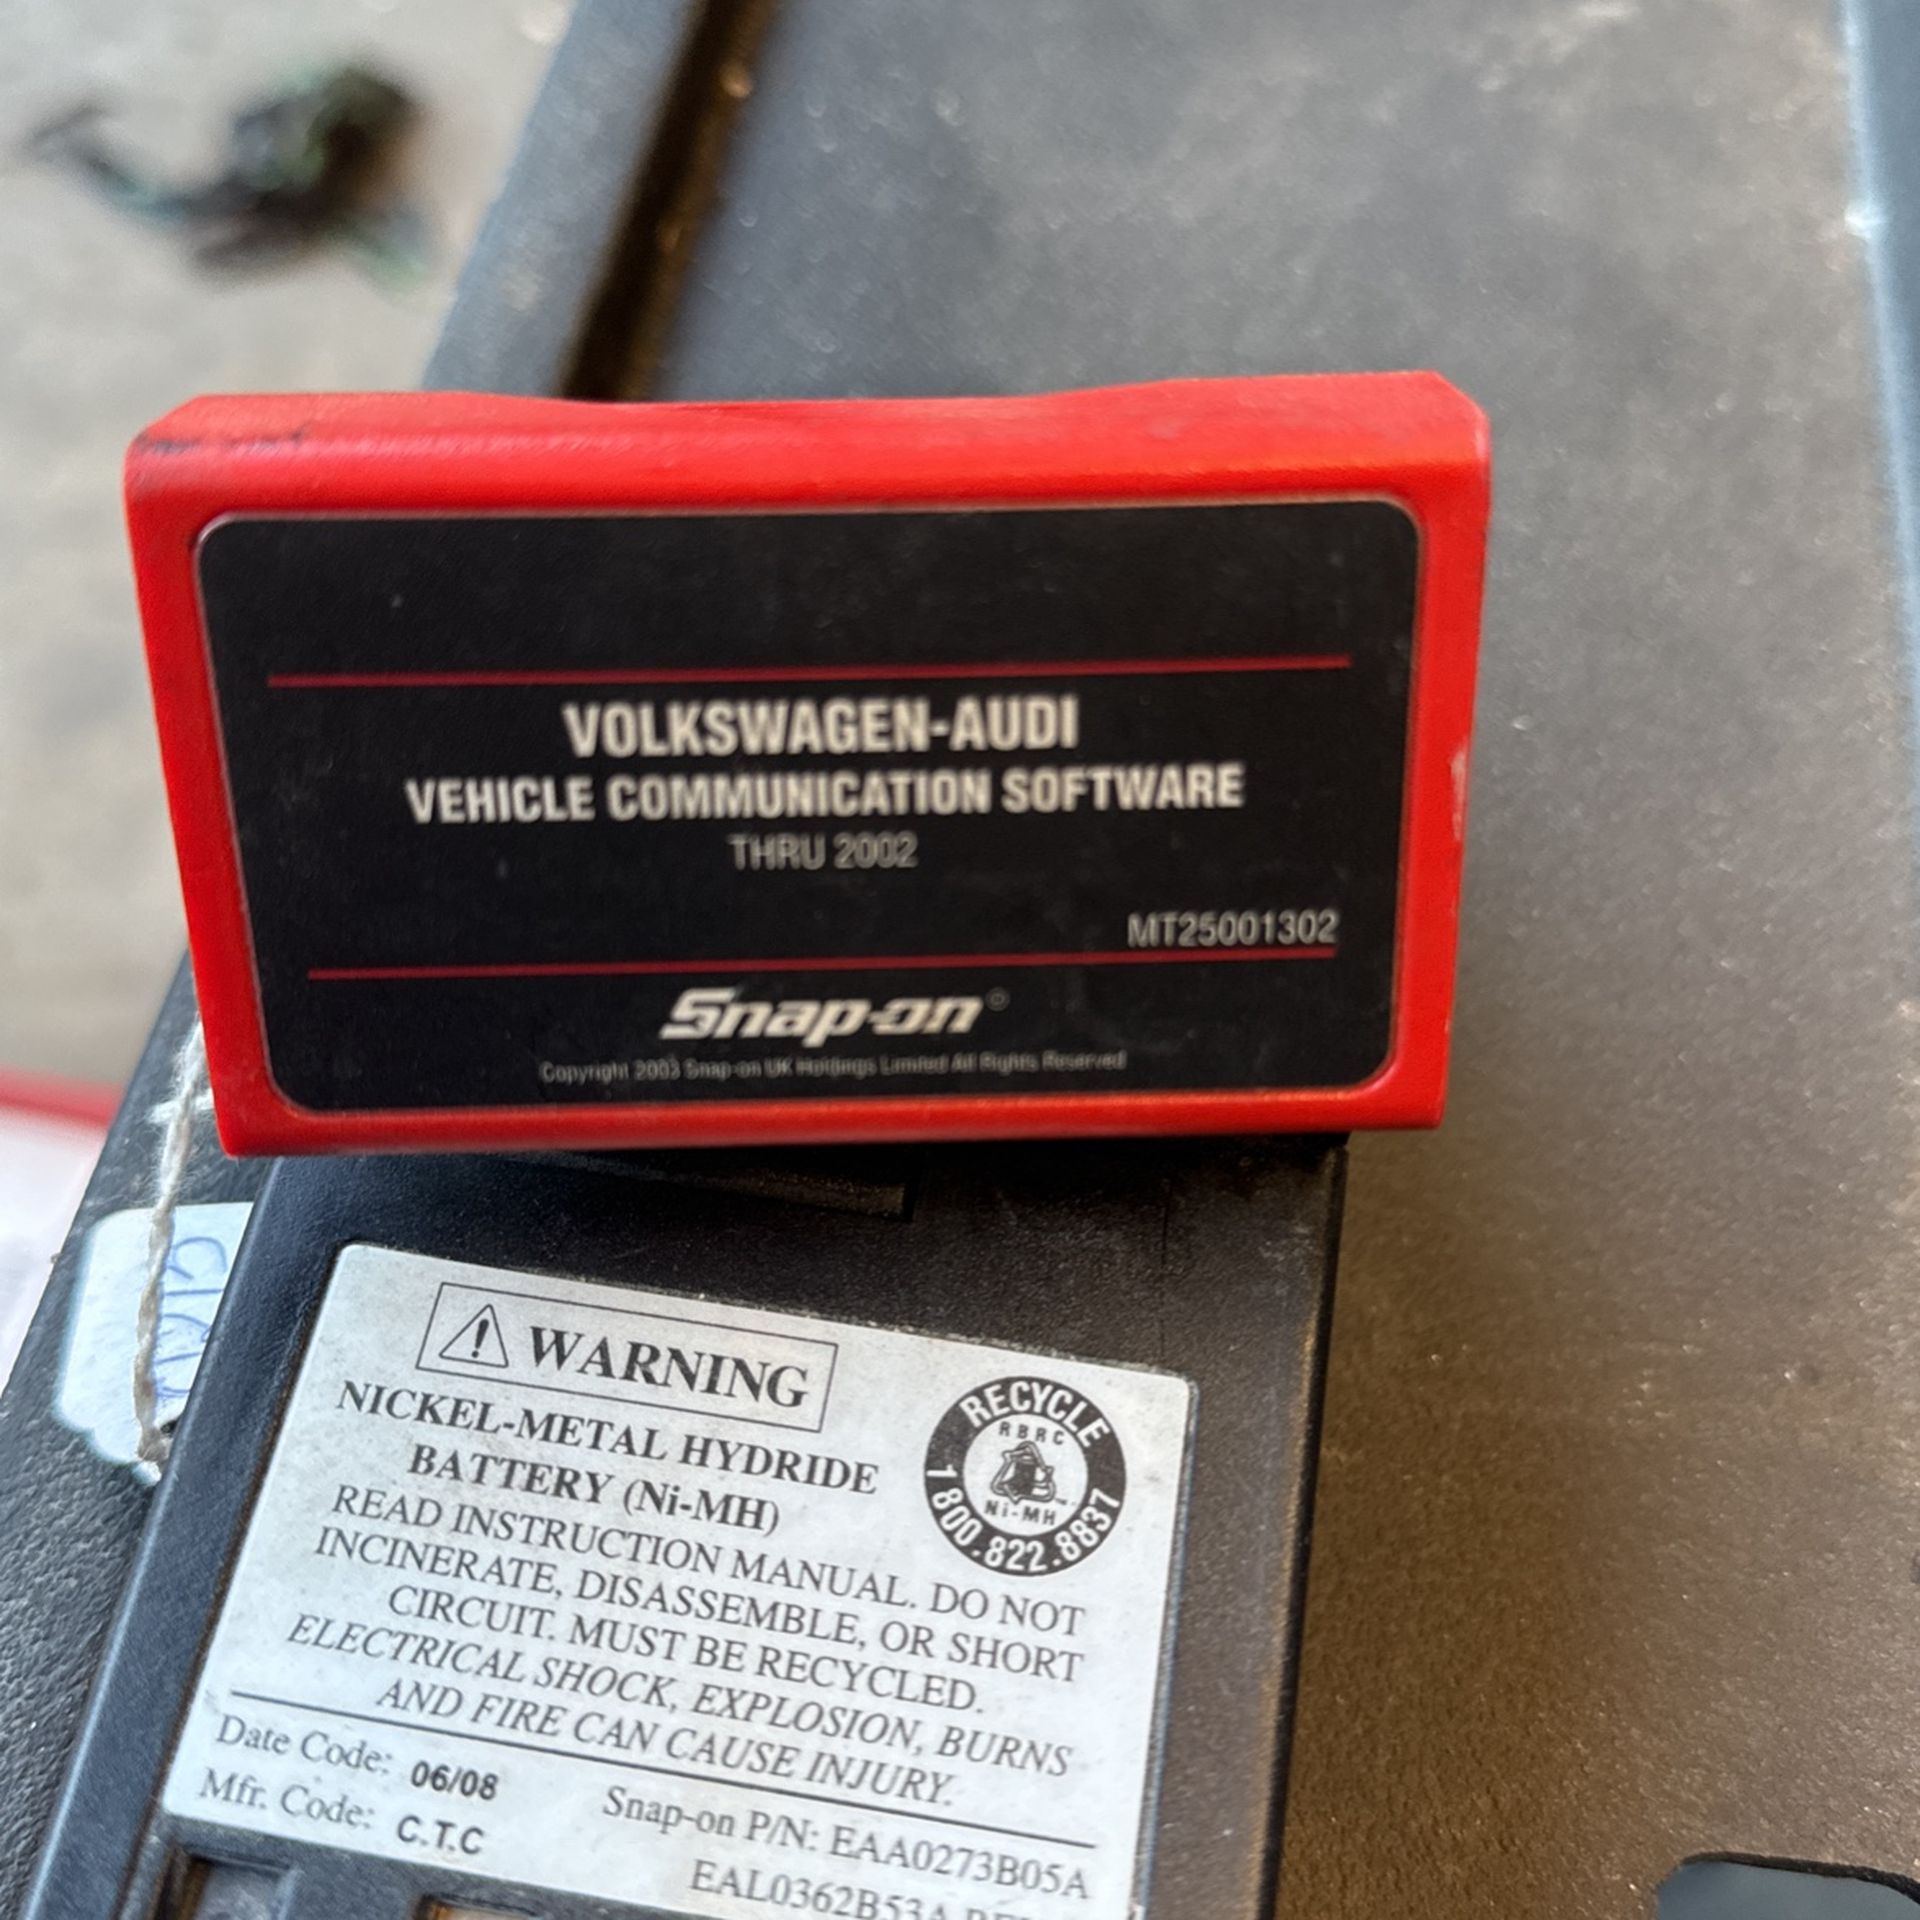 VOLKSWAGEN-AUDI
VEHICLE COMMUNICATION SOFTWARE
THRU 2002
MT25001302
Snap-on
Copyright 2003 Snap-on UK Holdings Limited All Rights Reserved
WARNING
NICKEL-METAL HYDRIDE
BATTERY (Ni-MH)
READ INSTRUCTION MANUAL. DO NOT
INCINERATE, DISASSEMBLE, OR SHORT
CIRCUIT. MUST BE RECYCLED.
ELECTRICAL SHOCK, EXPLOSION, BURNS
AND FIRE CAN CAUSE INJURY.
RECYCLE
RBRC
Ni-MH
1.800.822.8837
Date Code: 06/08
Mfr. Code: C.T.C
Snap-on P/N: EAA0273B05A
EAL0362B53A